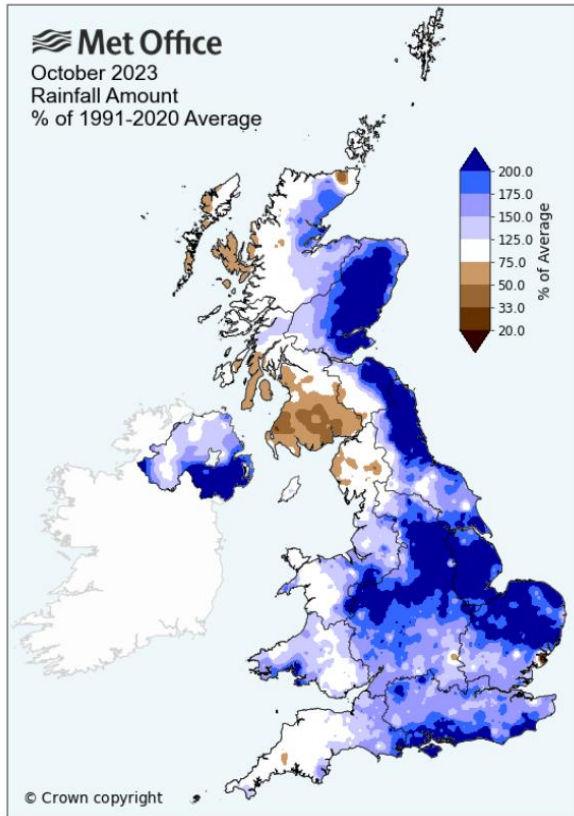 Met Office
October 2023
Rainfall Amount
% of 1991-2020 Average
200.0
175.0
150.0
125.0
75.0
50.0
33.0
20.0
% of Average
© Crown copyright